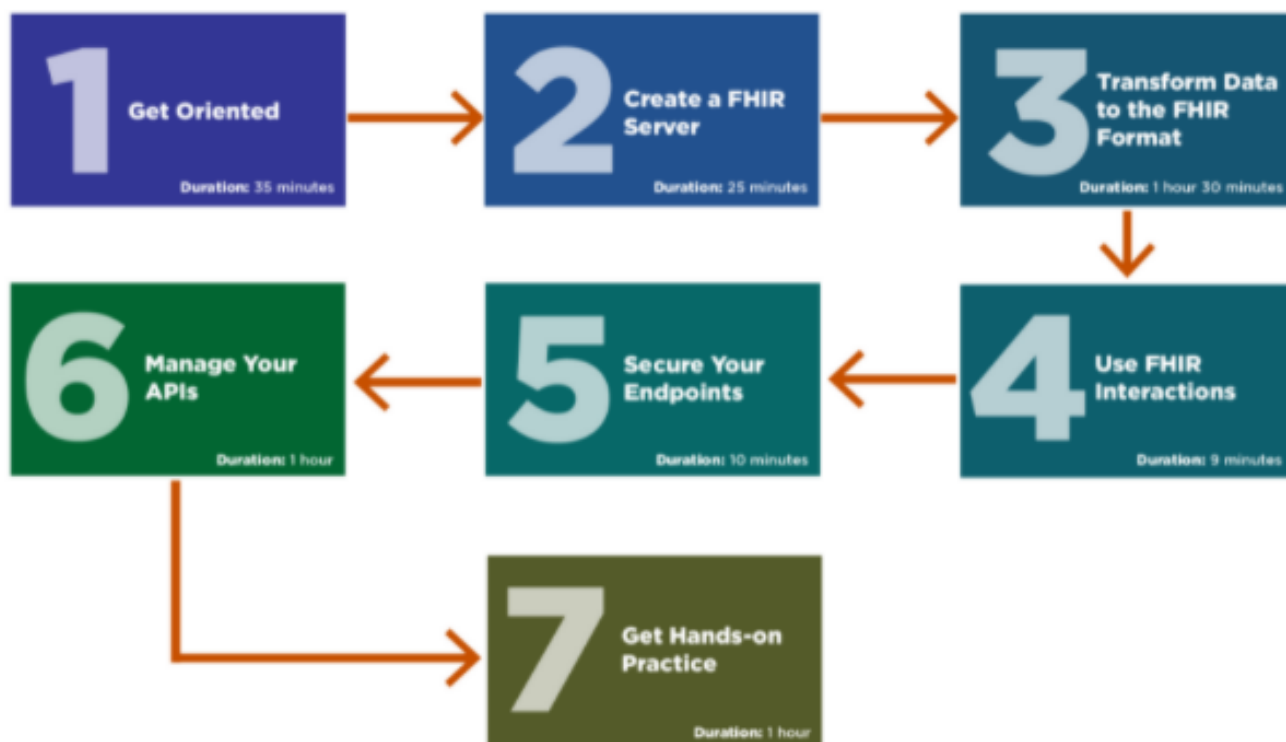 1
Get Oriented
Duration: 35 minutes
2
Create a FHIR
Server
Duration: 25 minutes
3
Transform Data
to the FHIR
Format
Duration: 1 hour 30 minutes
4
Use FHIR
Interactions
Duration: 9 minutes
5
Secure Your
Endpoints
Duration: 10 minutes
6
Manage Your
APIs
Duration: 1 hour
7
Get Hands-on
Practice
Duration: 1 hour